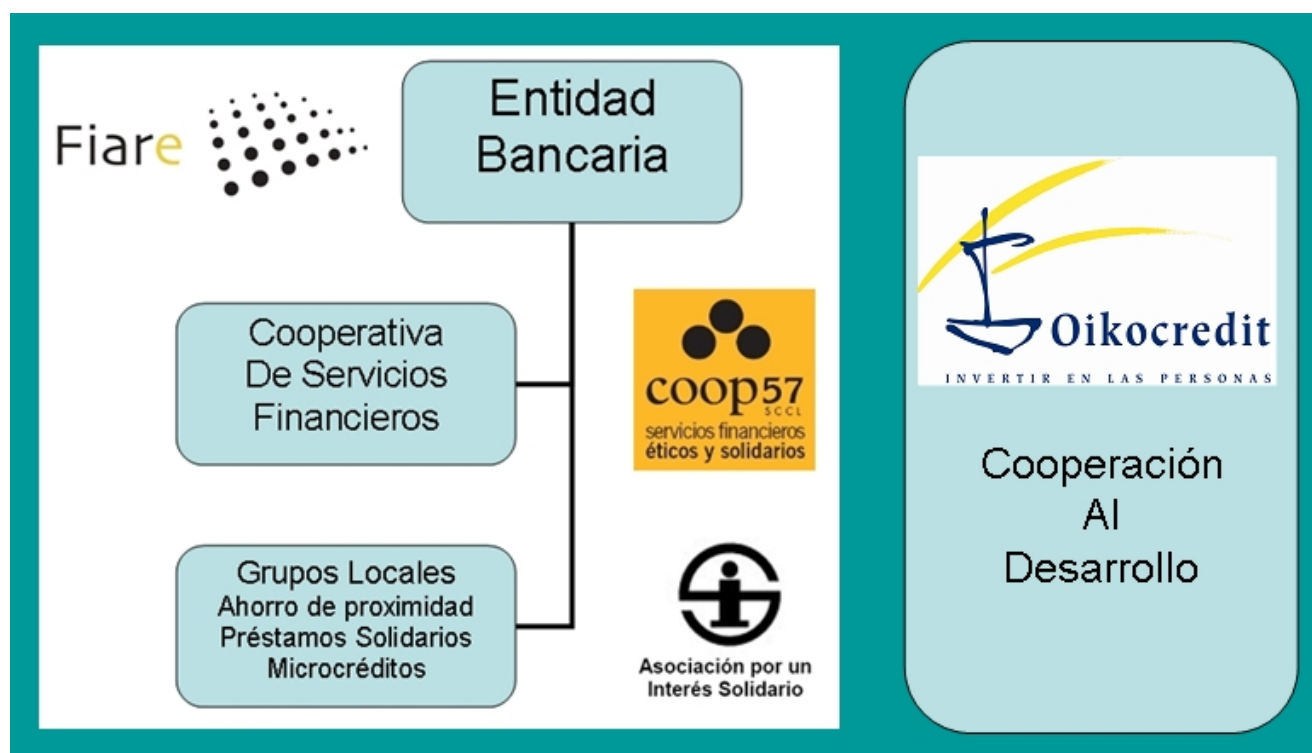 Fiare
Entidad
Bancaria
Cooperativa
De Servicios
Financieros
coop57
SCCL
servicios financieros
éticos y solidarios
Grupos Locales
Ahorro de proximidad
Préstamos Solidarios
Microcréditos
Asociación por un
Interés Solidario
Oikocredit
INVERTIR EN LAS PERSONAS
Cooperación
Al
Desarrollo